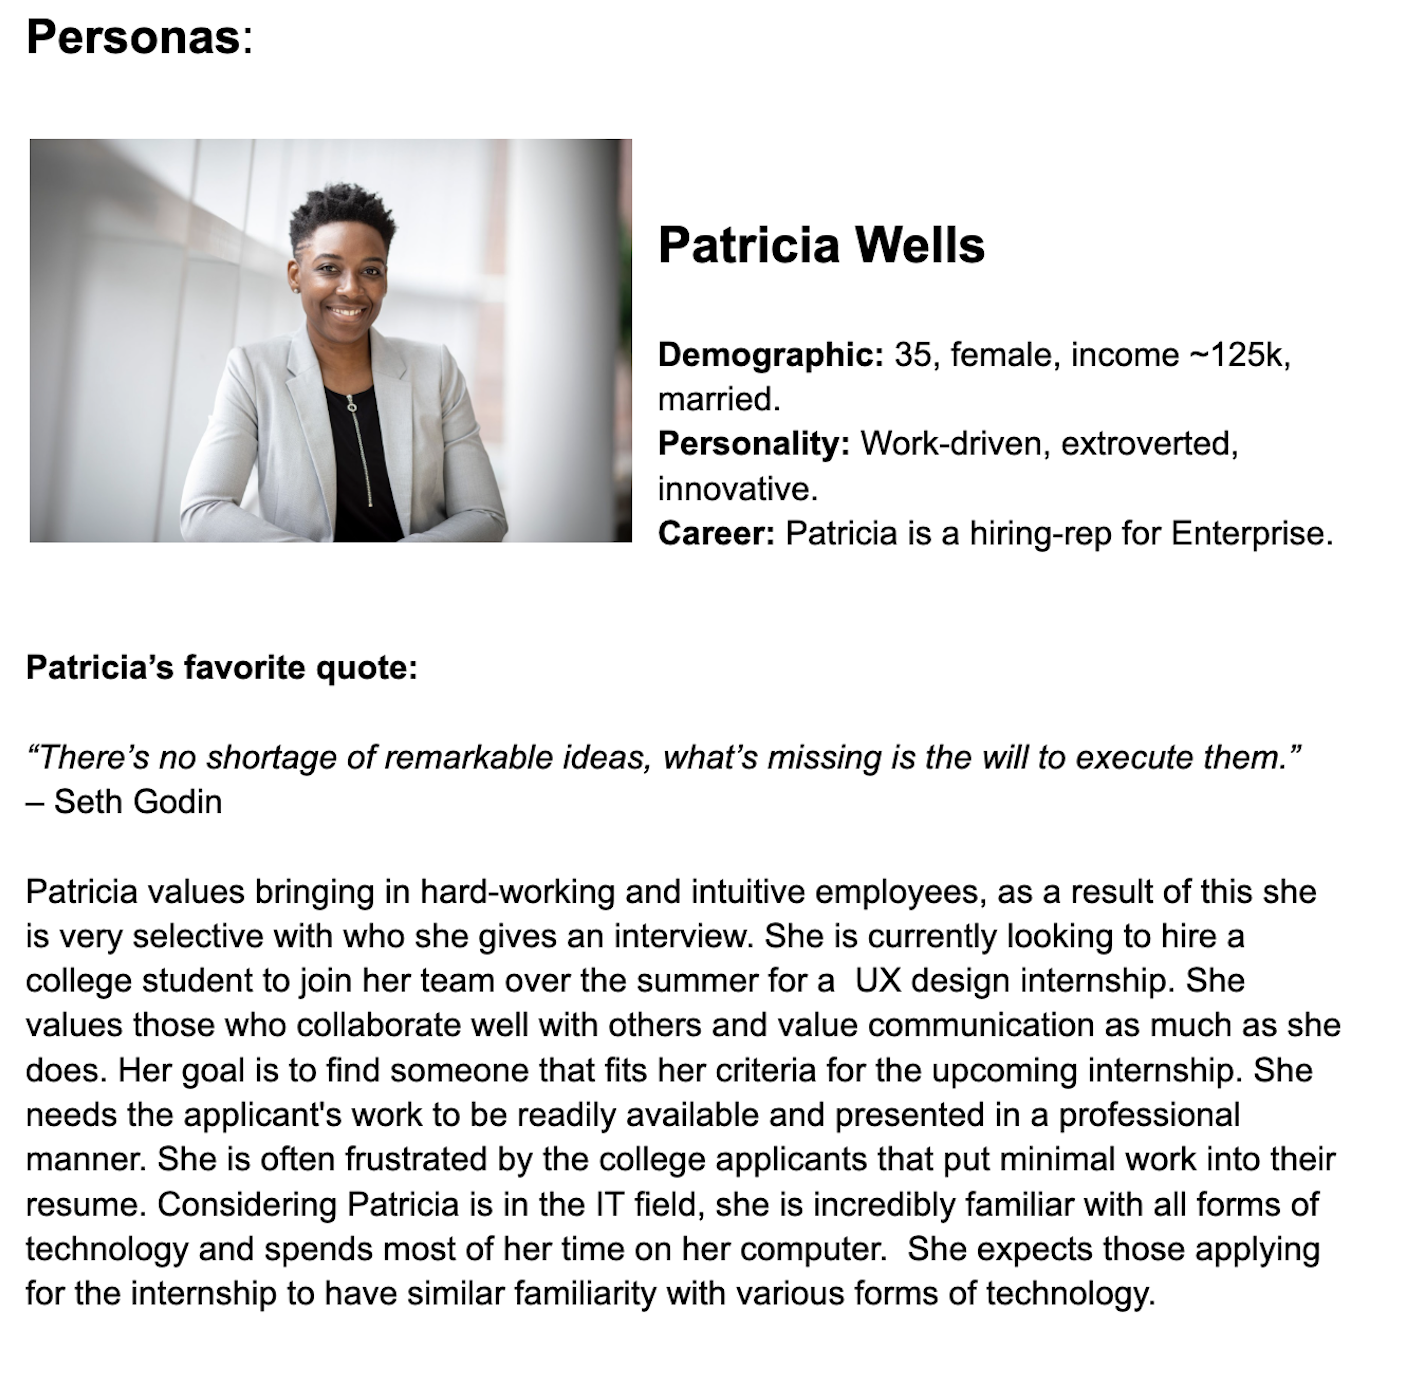 Personas:
Patricia Wells
Demographic: 35, female, income ~125k,
married.
Personality: Work-driven, extroverted,
innovative.
Career: Patricia is a hiring-rep for Enterprise.
Patricia’s favorite quote:
“There’s no shortage of remarkable ideas, what’s missing is the will to execute them.”
– Seth Godin
Patricia values bringing in hard-working and intuitive employees, as a result of this she
is very selective with who she gives an interview. She is currently looking to hire a
college student to join her team over the summer for a  UX design internship. She
values those who collaborate well with others and value communication as much as she
does. Her goal is to find someone that fits her criteria for the upcoming internship. She
needs the applicant's work to be readily available and presented in a professional
manner. She is often frustrated by the college applicants that put minimal work into their
resume. Considering Patricia is in the IT field, she is incredibly familiar with all forms of
technology and spends most of her time on her computer.  She expects those applying
for the internship to have similar familiarity with various forms of technology.